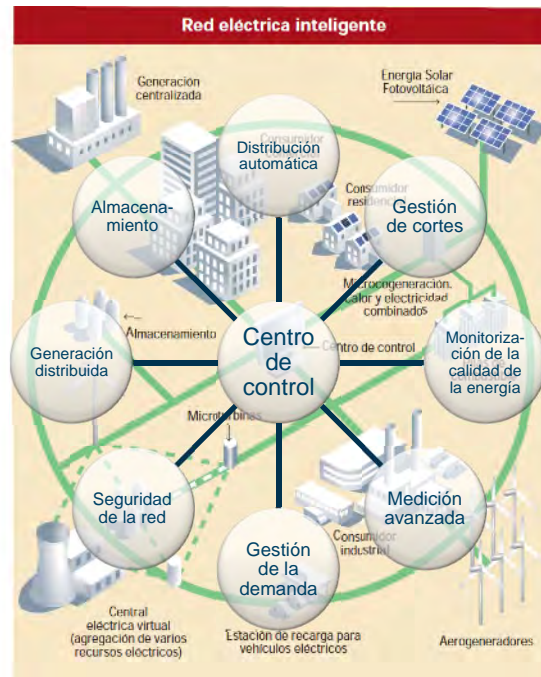 Red eléctrica inteligente
Generación
centralizada
Energía Solar
Fotovoltáica
Consumidor
Distribución
automática
Consumidor
residencial
Almacena-
miento
Gestión
de cortes
Microcogeneración.
calor y electricidad
combinados
Almacenamiento
Centro
de
control
Centro de control
Generación
distribuida
Monitoriza-
ción de la
calidad de
la energía
Microturbinas
Seguridad
de la red
Medición
avanzada
Gestión
de la
demanda
Consumidor
industrial
Central
eléctrica virtual
(agregación de varios
recursos eléctricos)
Estación de recarga para
vehículos eléctricos
Aerogeneradores